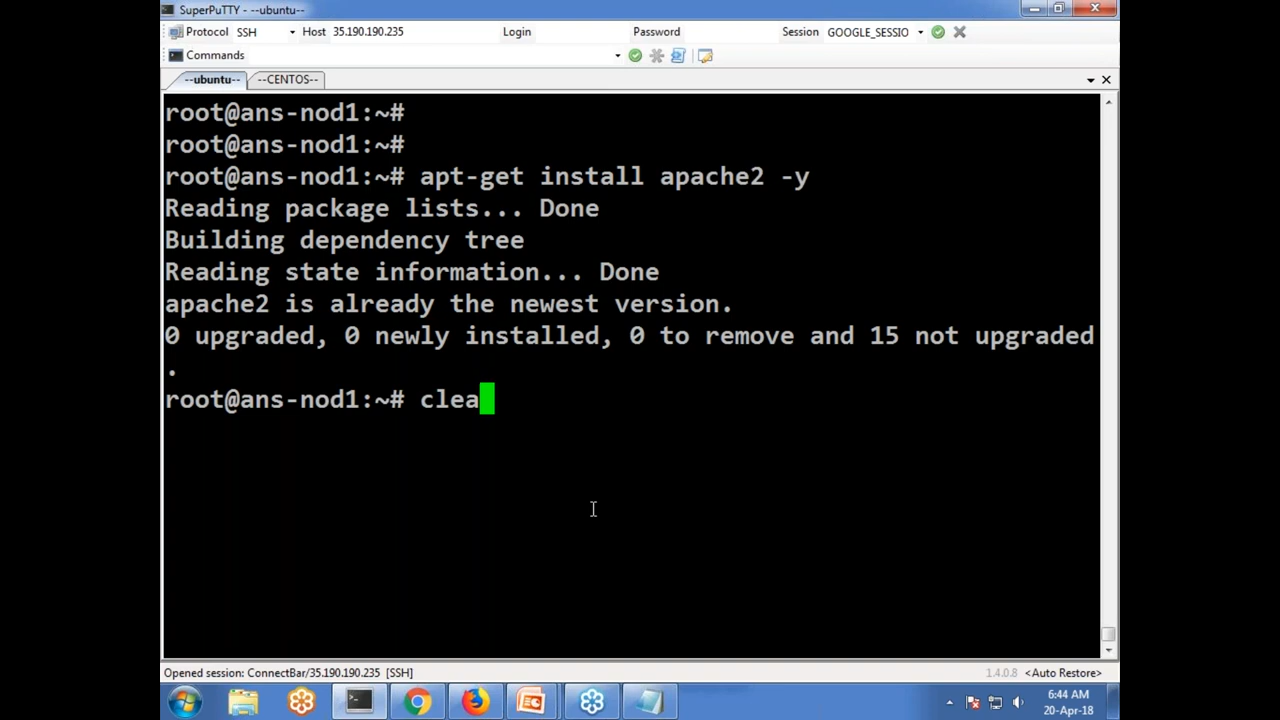 SuperPuTTY - --ubuntu--
Protocol SSH Host 35.190.190.235 Login Password Session GOOGLE_SESSIO
Commands
--ubuntu-- --CENTOS--
root@ans-nod1:~#
root@ans-nod1:~#
root@ans-nod1:~# apt-get install apache2 -y
Reading package lists... Done
Building dependency tree
Reading state information... Done
apache2 is already the newest version.
0 upgraded, 0 newly installed, 0 to remove and 15 not upgraded
.
root@ans-nod1:~# clea
Opened session: ConnectBar/35.190.190.235 [SSH] 1.4.0.8 <Auto Restore>
6:44 AM
20-Apr-18